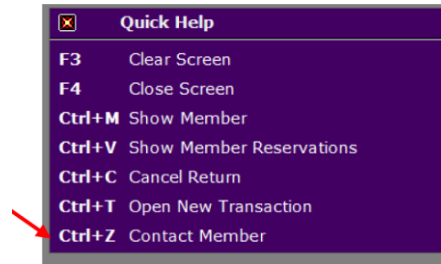 Quick Help
F3 Clear Screen
F4 Close Screen
Ctrl+M Show Member
Ctrl+V Show Member Reservations
Ctrl+C Cancel Return
Ctrl+T Open New Transaction
Ctrl+Z Contact Member